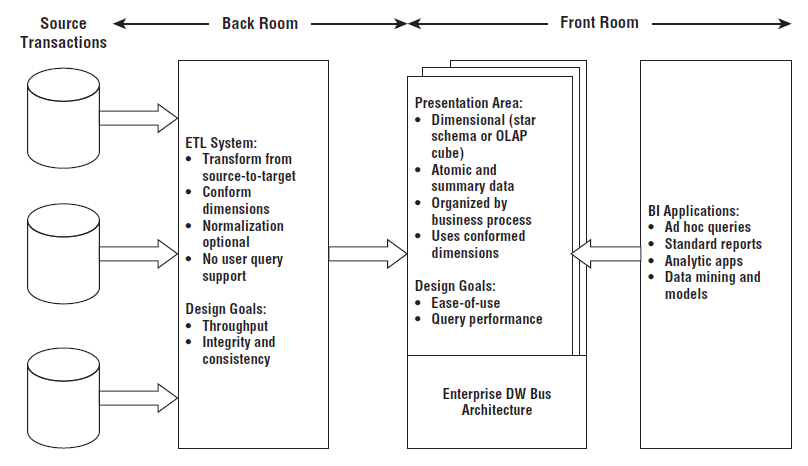 Source
Transactions
Back Room
Front Room
ETL System:
• Transform from
source-to-target
• Conform
dimensions
• Normalization
optional
• No user query
support
Design Goals:
• Throughput
• Integrity and
consistency
Presentation Area:
• Dimensional (star
schema or OLAP
cube)
• Atomic and
summary data
• Organized by
business process
• Uses conformed
dimensions
Design Goals:
• Ease-of-use
• Query performance
Enterprise DW Bus
Architecture
BI Applications:
• Ad hoc queries
• Standard reports
• Analytic apps
• Data mining and
models